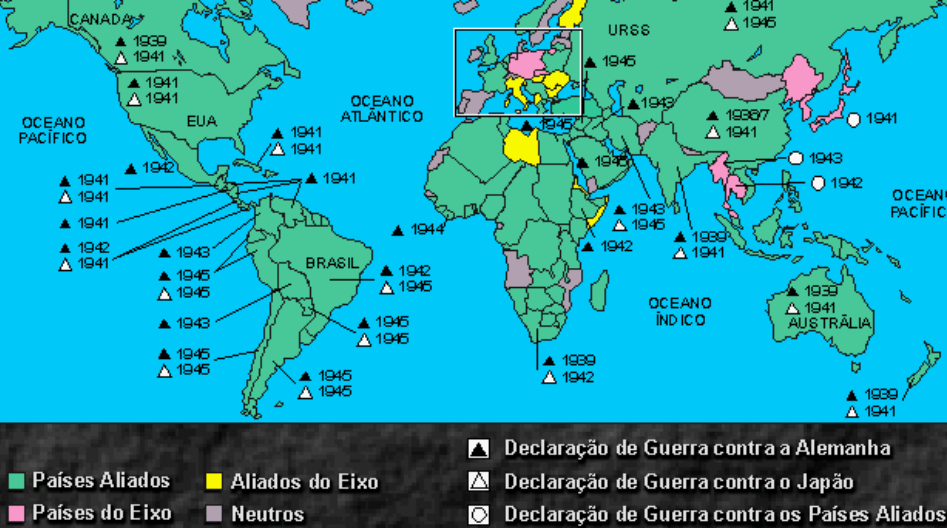 CANADA
1939
1941
1941
1941
EUA
OCEANO
PACÍFICO
OCEANO
ATLÂNTICO
1941
1941
1942
1941
1941
1941
1941
1942
1941
1943
1945
1945
1943
1945
1945
BRASIL
1942
1945
1945
1945
1945
1945
1944
URSS
1941
1945
1945
1943
1945
1945
1936/7
1941
1941
1943
1942
OCEAN
PACÍFIC
1943
1945
1942
1939
1941
OCEANO
ÍNDICO
1939
1941
AUSTRÁLIA
1939
1942
1939
1941
Declaração de Guerra contra a Alemanha
Países Aliados
Aliados do Eixo
Declaração de Guerra contra o Japão
Países do Eixo
Neutros
Declaração de Guerra contra os Países Aliados